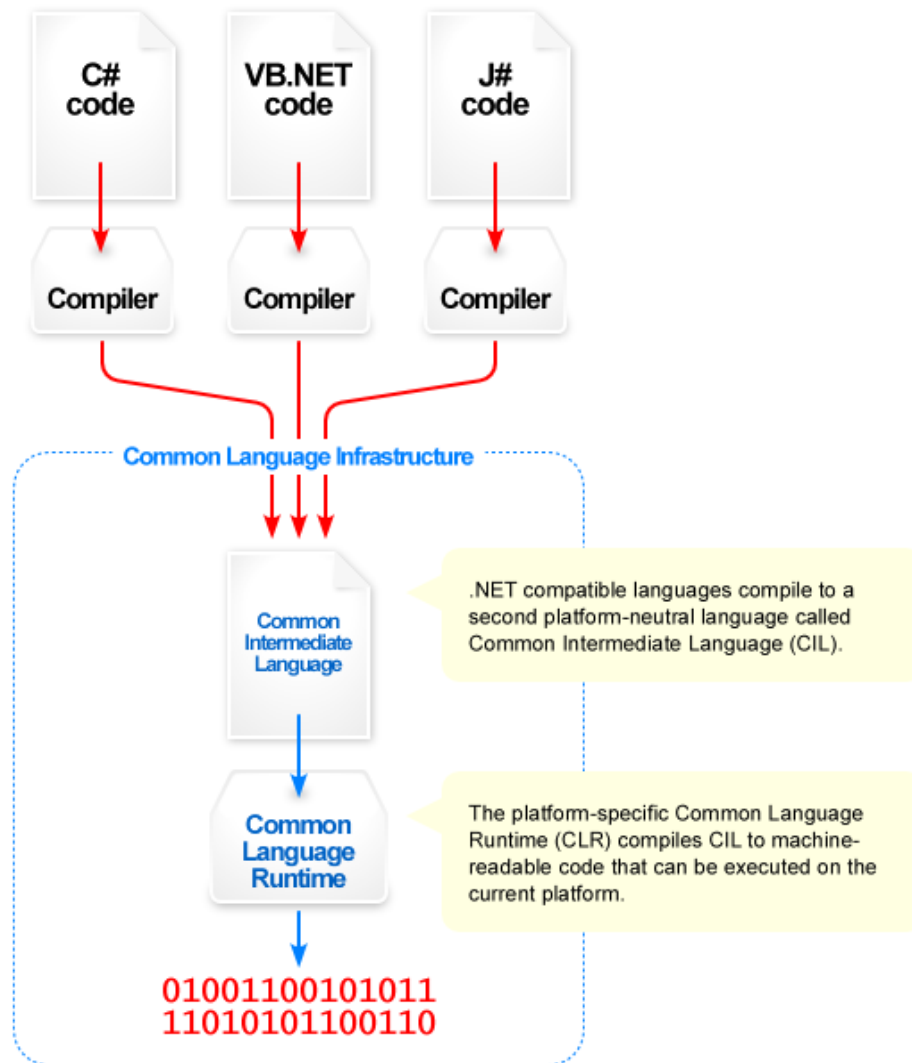 C#
code
VB.NET
code
J#
code
Compiler
Compiler
Compiler
Common Language Infrastructure
Common
Intermediate
Language
.NET compatible languages compile to a
second platform-neutral language called
Common Intermediate Language (CIL).
Common
Language
Runtime
The platform-specific Common Language
Runtime (CLR) compiles CIL to machine-
readable code that can be executed on the
current platform.
01001100101011
11010101100110